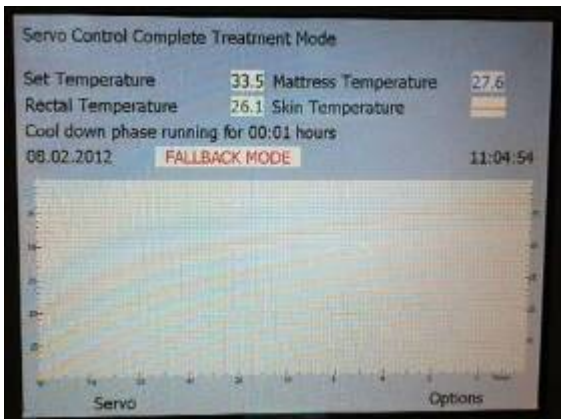 Servo Control Complete Treatment Mode
Set Temperature 33.5 Mattress Temperature 27.6
Rectal Temperature 26.1 Skin Temperature
Cool down phase running for 00:01 hours
08.02.2012 FALLBACK MODE 11:04:54
Servo Options